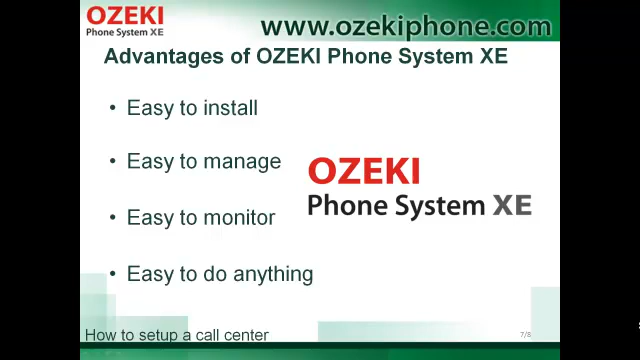 OZEKI
Phone System XE
www.ozekiphone.com
Advantages of OZEKI Phone System XE
• Easy to install
• Easy to manage
• Easy to monitor
• Easy to do anything
OZEKI
Phone System XE
How to setup a call center
7/8